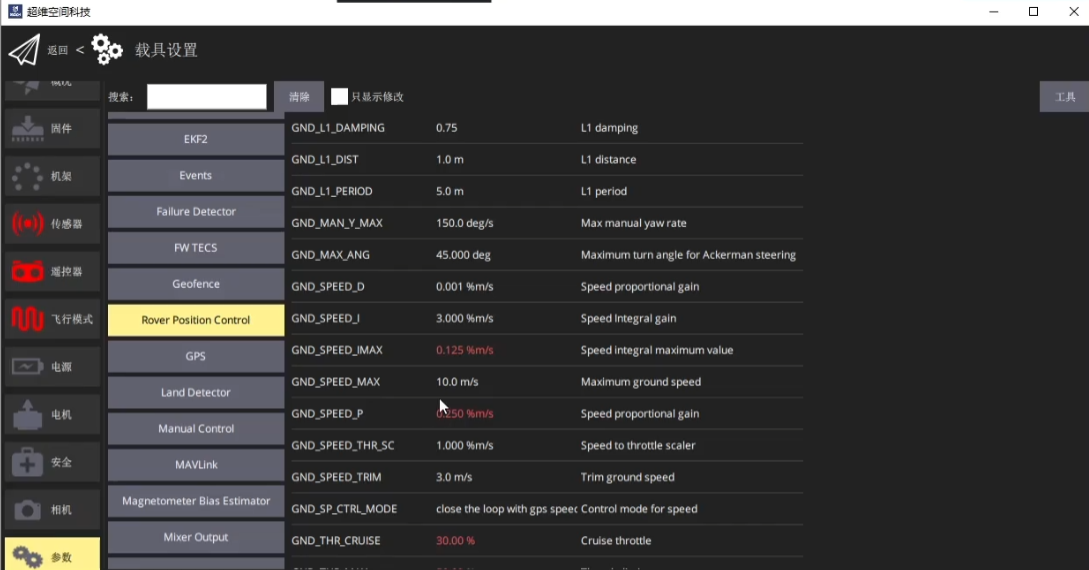 超维空间科技
返回 < 载具设置
搜索： 清除 只显示修改 工具
概况
固件
机架
传感器
遥控器
飞行模式
电源
电机
安全
相机
参数
EKF2
Events
Failure Detector
FW TECS
Geofence
Rover Position Control
GPS
Land Detector
Manual Control
MAVLink
Magnetometer Bias Estimator
Mixer Output
GND_L1_DAMPING 0.75 L1 damping
GND_L1_DIST 1.0 m L1 distance
GND_L1_PERIOD 5.0 m L1 period
GND_MAN_Y_MAX 150.0 deg/s Max manual yaw rate
GND_MAX_ANG 45.000 deg Maximum turn angle for Ackerman steering
GND_SPEED_D 0.001 %m/s Speed proportional gain
GND_SPEED_I 3.000 %m/s Speed Integral gain
GND_SPEED_IMAX 0.125 %m/s Speed integral maximum value
GND_SPEED_MAX 10.0 m/s Maximum ground speed
GND_SPEED_P 0.250 %m/s Speed proportional gain
GND_SPEED_THR_SC 1.000 %m/s Speed to throttle scaler
GND_SPEED_TRIM 3.0 m/s Trim ground speed
GND_SP_CTRL_MODE close the loop with gps speed Control mode for speed
GND_THR_CRUISE 30.00 % Cruise throttle